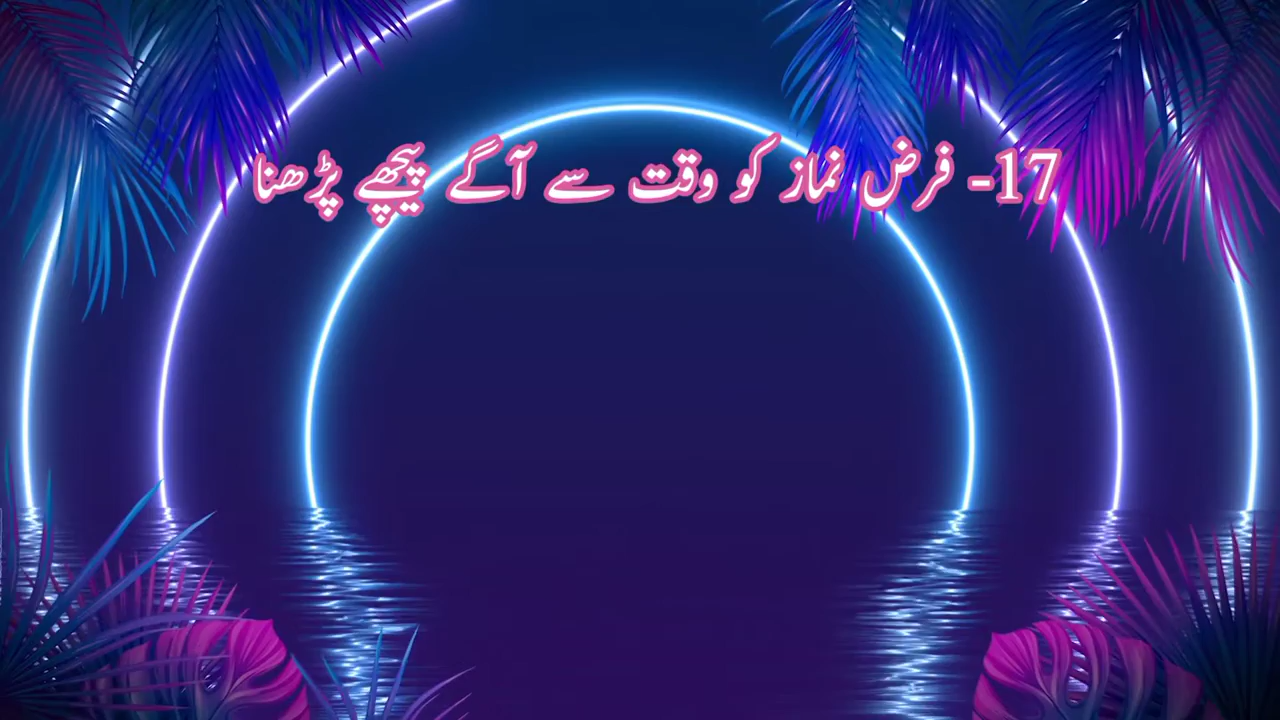 17- فرض نماز کو وقت سے آگے پیچھے پڑھنا